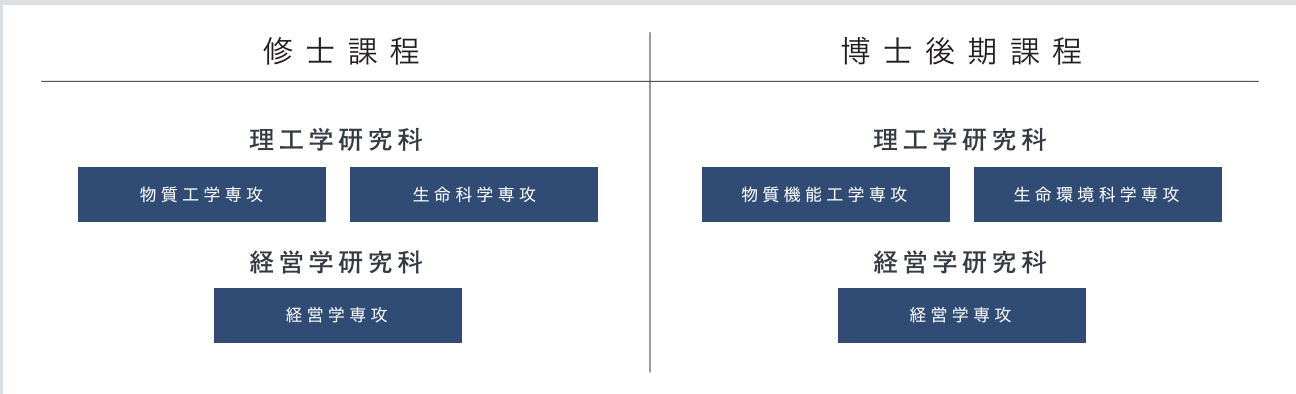 修士課程
理工学研究科
物質工学専攻
生命科学専攻
経営学研究科
経営学専攻
博士後期課程
理工学研究科
物質機能工学専攻
生命環境科学専攻
経営学研究科
経営学専攻